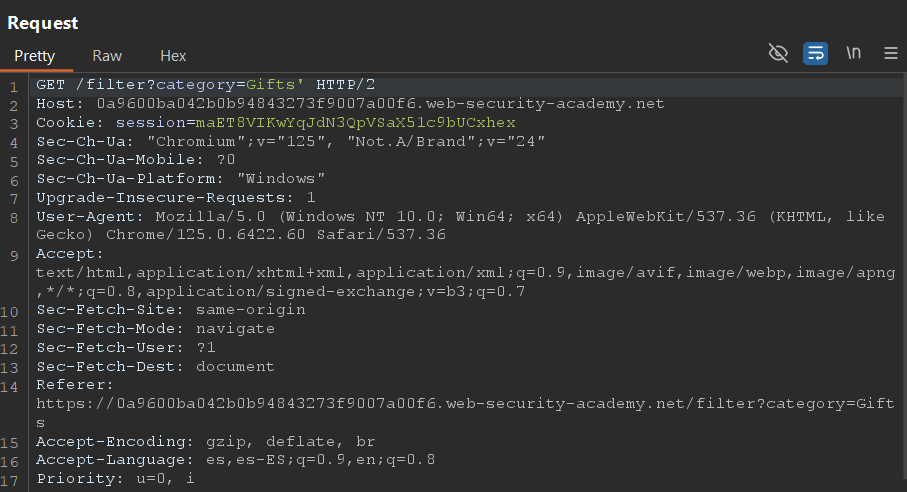 Request
Pretty Raw Hex \n
1 GET /filter?category=Gifts' HTTP/2
2 Host: 0a9600ba042b0b94843273f9007a00f6.web-security-academy.net
3 Cookie: session=maET8VIKwYqJdN3QpVSaX51c9bUCxhex
4 Sec-Ch-Ua: "Chromium";v="125", "Not.A/Brand";v="24"
5 Sec-Ch-Ua-Mobile: ?0
6 Sec-Ch-Ua-Platform: "Windows"
7 Upgrade-Insecure-Requests: 1
8 User-Agent: Mozilla/5.0 (Windows NT 10.0; Win64; x64) AppleWebKit/537.36 (KHTML, like
Gecko) Chrome/125.0.6422.60 Safari/537.36
9 Accept:
text/html,application/xhtml+xml,application/xml;q=0.9,image/avif,image/webp,image/apng
,*/*;q=0.8,application/signed-exchange;v=b3;q=0.7
10 Sec-Fetch-Site: same-origin
11 Sec-Fetch-Mode: navigate
12 Sec-Fetch-User: ?1
13 Sec-Fetch-Dest: document
14 Referer:
https://0a9600ba042b0b94843273f9007a00f6.web-security-academy.net/filter?category=Gift
s
15 Accept-Encoding: gzip, deflate, br
16 Accept-Language: es,es-ES;q=0.9,en;q=0.8
17 Priority: u=0, i